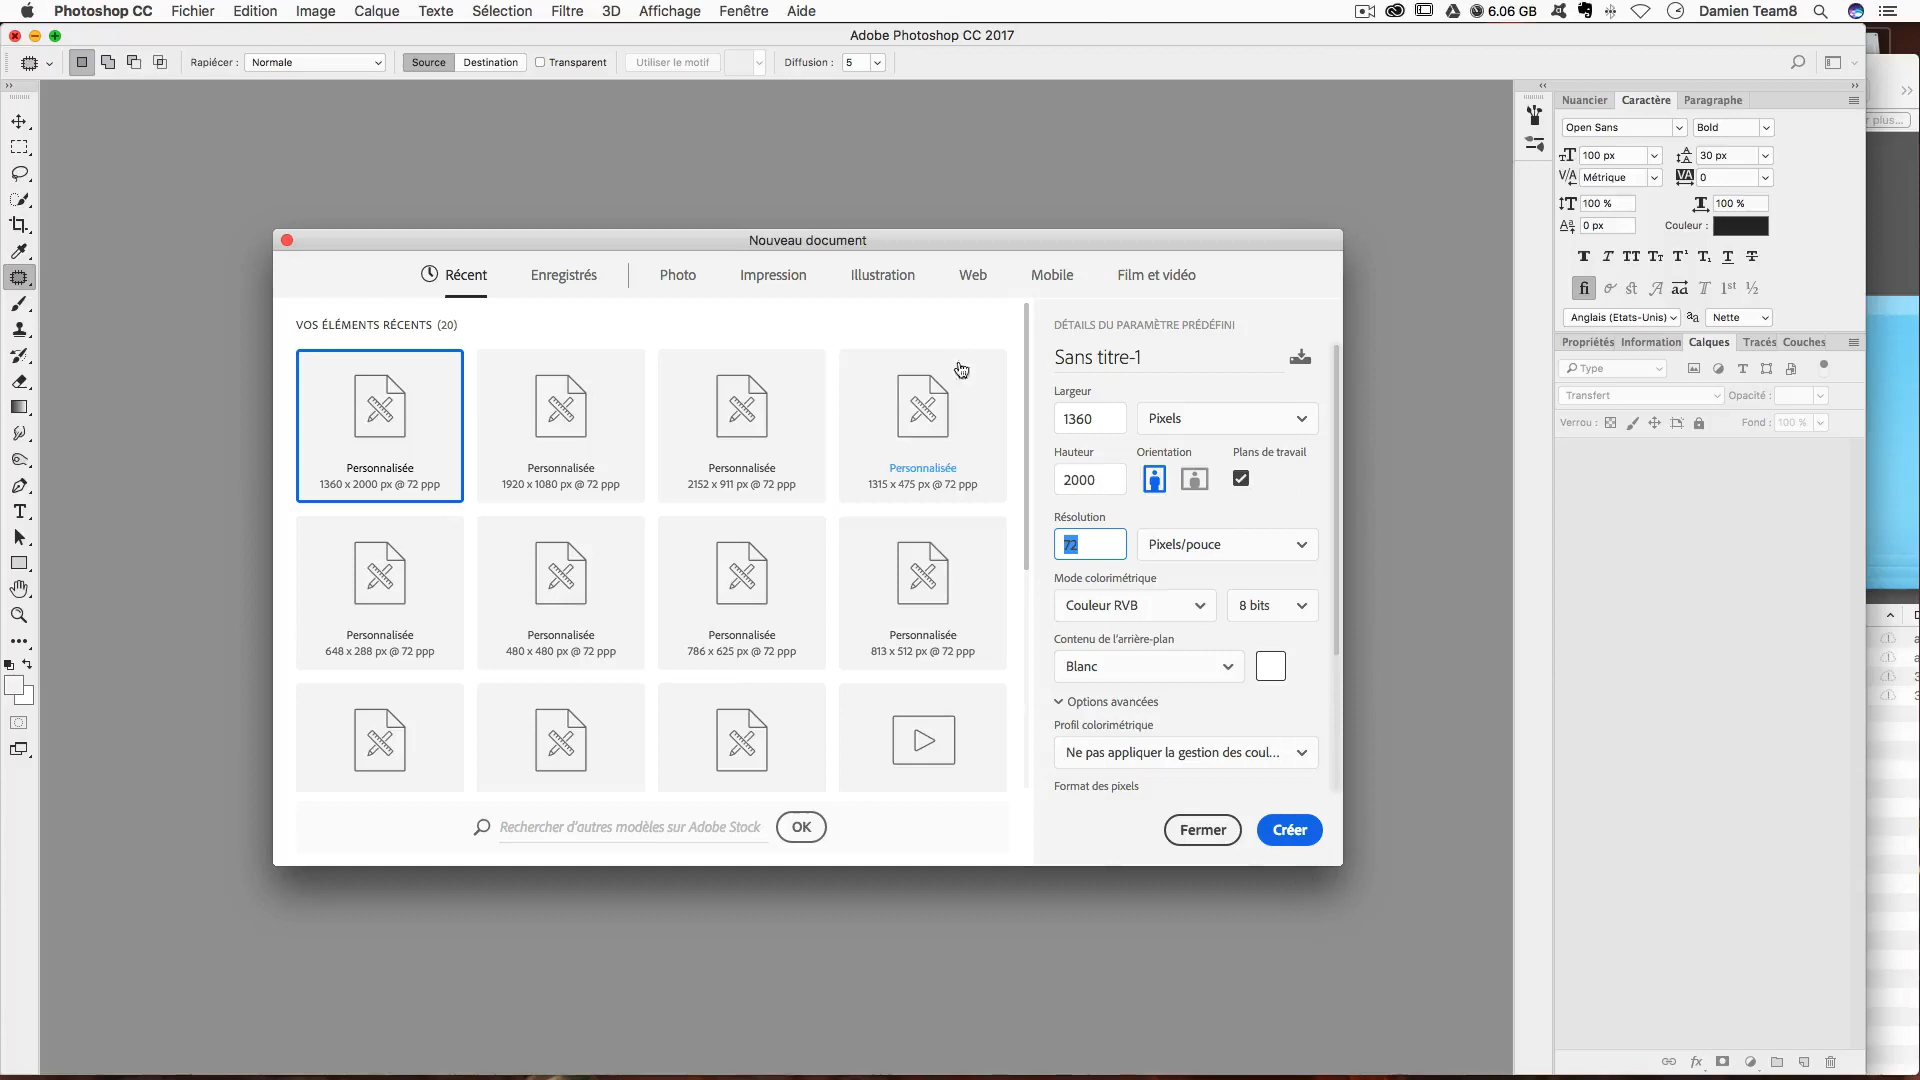 Photoshop CC Fichier Edition Image Calque Texte Sélection Filtre 3D Affichage Fenêtre Aide 6.06 GB Damien Team8
Adobe Photoshop CC 2017
Rapiécer : Normale Source Destination Transparent Utiliser le motif Diffusion : 5
Nuancier Caractère Paragraphe
r plus...
Open Sans Bold
100 px 30 px
Métrique 0
100 % 100 %
0 px Couleur :
Anglais (Etats-Unis) Nette
Propriétés Information Calques Tracés Couches
Type
Transfert Opacité :
Verrou : Fond : 100 %
Nouveau document
Récent Enregistrés Photo Impression Illustration Web Mobile Film et vidéo
VOS ÉLÉMENTS RÉCENTS (20)
Personnalisée
1360 x 2000 px @ 72 ppp
Personnalisée
1920 x 1080 px @ 72 ppp
Personnalisée
2152 x 911 px @ 72 ppp
Personnalisée
1315 x 475 px @ 72 ppp
Personnalisée
648 x 288 px @ 72 ppp
Personnalisée
480 x 480 px @ 72 ppp
Personnalisée
786 x 625 px @ 72 ppp
Personnalisée
813 x 512 px @ 72 ppp
Rechercher d'autres modèles sur Adobe Stock OK
DÉTAILS DU PARAMÈTRE PRÉDÉFINI
Sans titre-1
Largeur
1360 Pixels
Hauteur Orientation Plans de travail
2000
Résolution
72 Pixels/pouce
Mode colorimétrique
Couleur RVB 8 bits
Contenu de l'arrière-plan
Blanc
Options avancées
Profil colorimétrique
Ne pas appliquer la gestion des coul...
Format des pixels
Fermer Créer